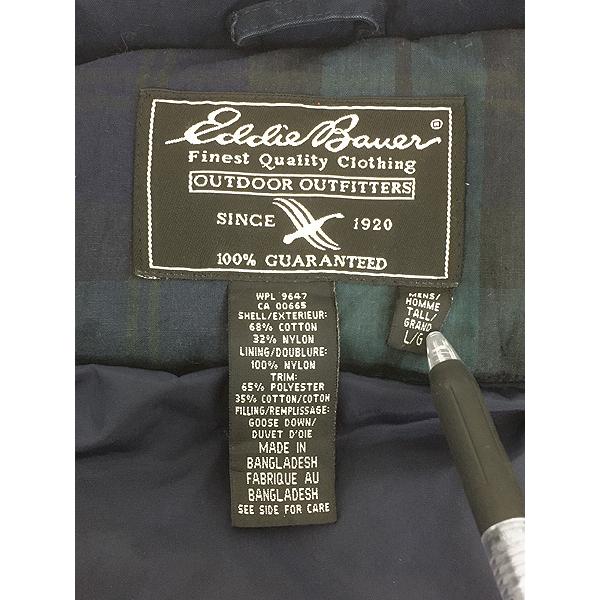 Eddie Bauer®
Finest Quality Clothing
OUTDOOR OUTFITTERS
SINCE 1920
100% GUARANTEED
WPL 9647
CA 00665
SHELL/EXTERIEUR:
68% COTTON
32% NYLON
LINING/DOUBLURE:
100% NYLON
TRIM:
65% POLYESTER
35% COTTON/COTON
FILLING/REMPLISSAGE:
GOOSE DOWN/
DUVET D'OIE
MADE IN
BANGLADESH
FABRIQUE AU
BANGLADESH
SEE SIDE FOR CARE
MENS/
HOMME
TALL/
GRAND
L/G